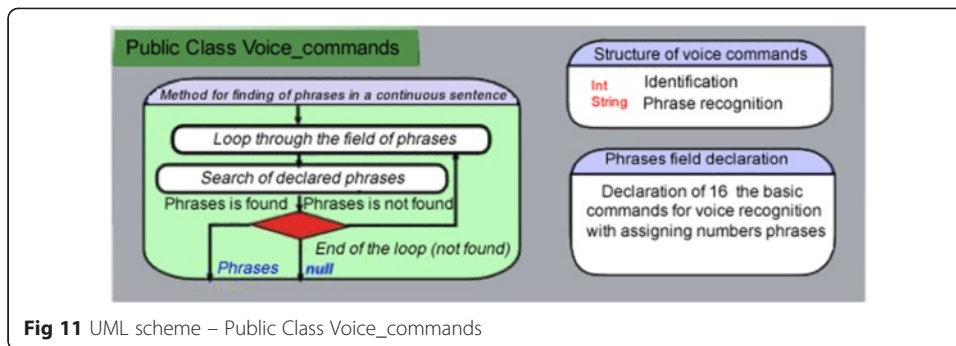 Public Class Voice_commands
Method for finding of phrases in a continuous sentence
Loop through the field of phrases
Search of declared phrases
Phrases is found
Phrases is not found
End of the loop (not found)
Phrases
null
Structure of voice commands
Int Identification
String Phrase recognition
Phrases field declaration
Declaration of 16 the basic
commands for voice recognition
with assigning numbers phrases
Fig 11 UML scheme – Public Class Voice_commands